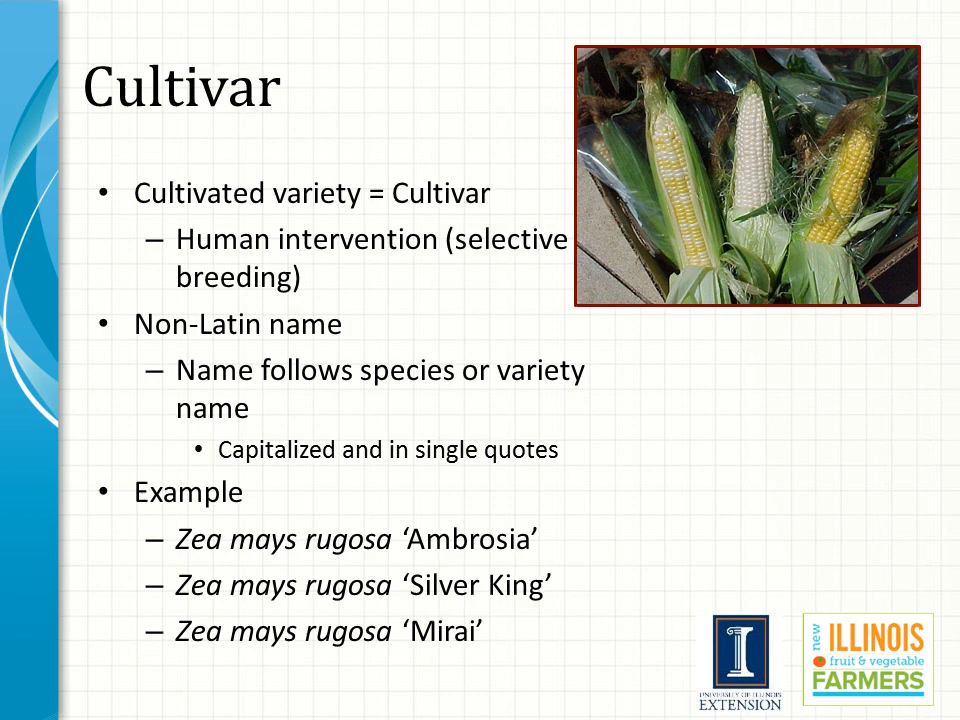 Cultivar
• Cultivated variety = Cultivar
– Human intervention (selective
breeding)
• Non-Latin name
– Name follows species or variety
name
• Capitalized and in single quotes
• Example
– Zea mays rugosa ‘Ambrosia’
– Zea mays rugosa ‘Silver King’
– Zea mays rugosa ‘Mirai’
I
UNIVERSITY OF ILLINOIS
EXTENSION
new
ILLINOIS
fruit & vegetable
FARMERS